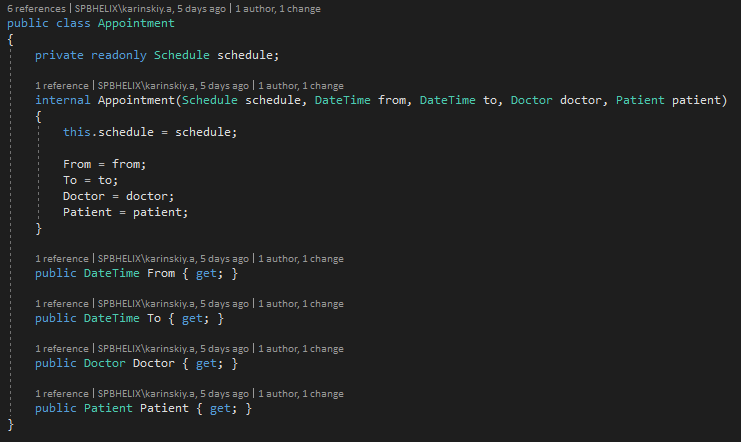 6 references | SPBHELIX\karinskiy.a, 5 days ago | 1 author, 1 change
public class Appointment
{
private readonly Schedule schedule;
1 reference | SPBHELIX\karinskiy.a, 5 days ago | 1 author, 1 change
internal Appointment(Schedule schedule, DateTime from, DateTime to, Doctor doctor, Patient patient)
{
this.schedule = schedule;
From = from;
To = to;
Doctor = doctor;
Patient = patient;
}
1 reference | SPBHELIX\karinskiy.a, 5 days ago | 1 author, 1 change
public DateTime From { get; }
1 reference | SPBHELIX\karinskiy.a, 5 days ago | 1 author, 1 change
public DateTime To { get; }
1 reference | SPBHELIX\karinskiy.a, 5 days ago | 1 author, 1 change
public Doctor Doctor { get; }
1 reference | SPBHELIX\karinskiy.a, 5 days ago | 1 author, 1 change
public Patient Patient { get; }
}